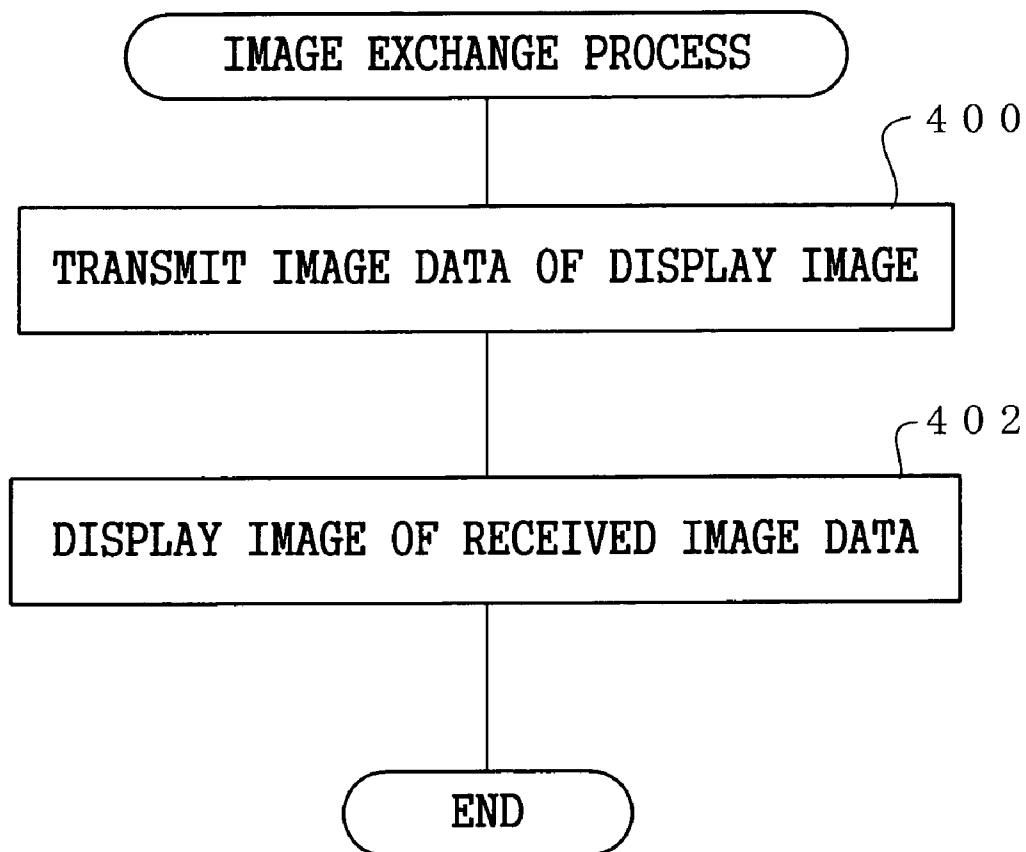 IMAGE EXCHANGE PROCESS
400
TRANSMIT IMAGE DATA OF DISPLAY IMAGE
402
DISPLAY IMAGE OF RECEIVED IMAGE DATA
END